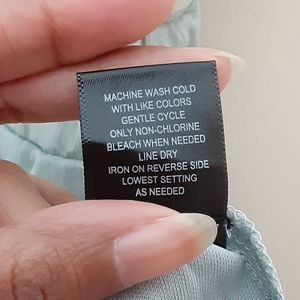 MACHINE WASH COLD
WITH LIKE COLORS
GENTLE CYCLE
ONLY NON-CHLORINE
BLEACH WHEN NEEDED
LINE DRY
IRON ON REVERSE SIDE
LOWEST SETTING
AS NEEDED